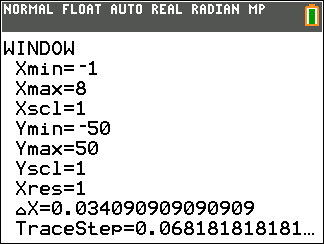 NORMAL FLOAT AUTO REAL RADIAN MP
WINDOW
Xmin=⁻1
Xmax=8
Xscl=1
Ymin=⁻50
Ymax=50
Yscl=1
Xres=1
△X=0.034090909090909
TraceStep=0.068181818181…